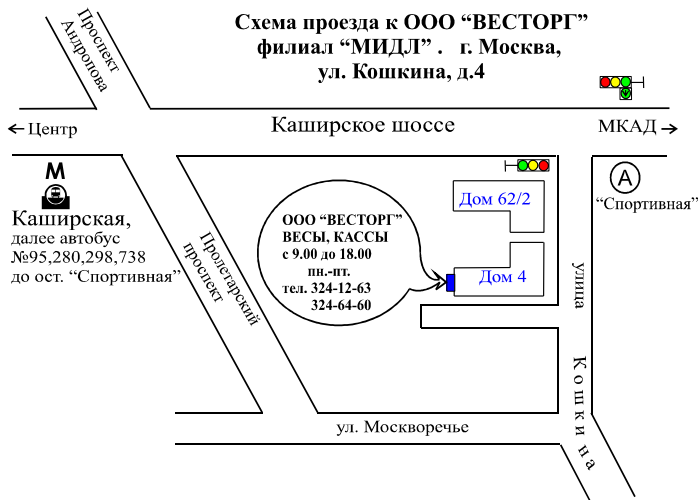 Схема проезда к ООО “ВЕСТОРГ”
филиал “МИДЛ” . г. Москва,
ул. Кошкина, д.4
Проспект
Андропова
Центр
Каширское шоссе
МКАД
М
Каширская,
далее автобус
№95,280,298,738
до ост. “Спортивная”
Пролетарский
проспект
ООО “ВЕСТОРГ”
ВЕСЫ, КАССЫ
с 9.00 до 18.00
пн.-пт.
тел. 324-12-63
324-64-60
Дом 62/2
Дом 4
А
“Спортивная”
улица Кошкина
ул. Москворечье